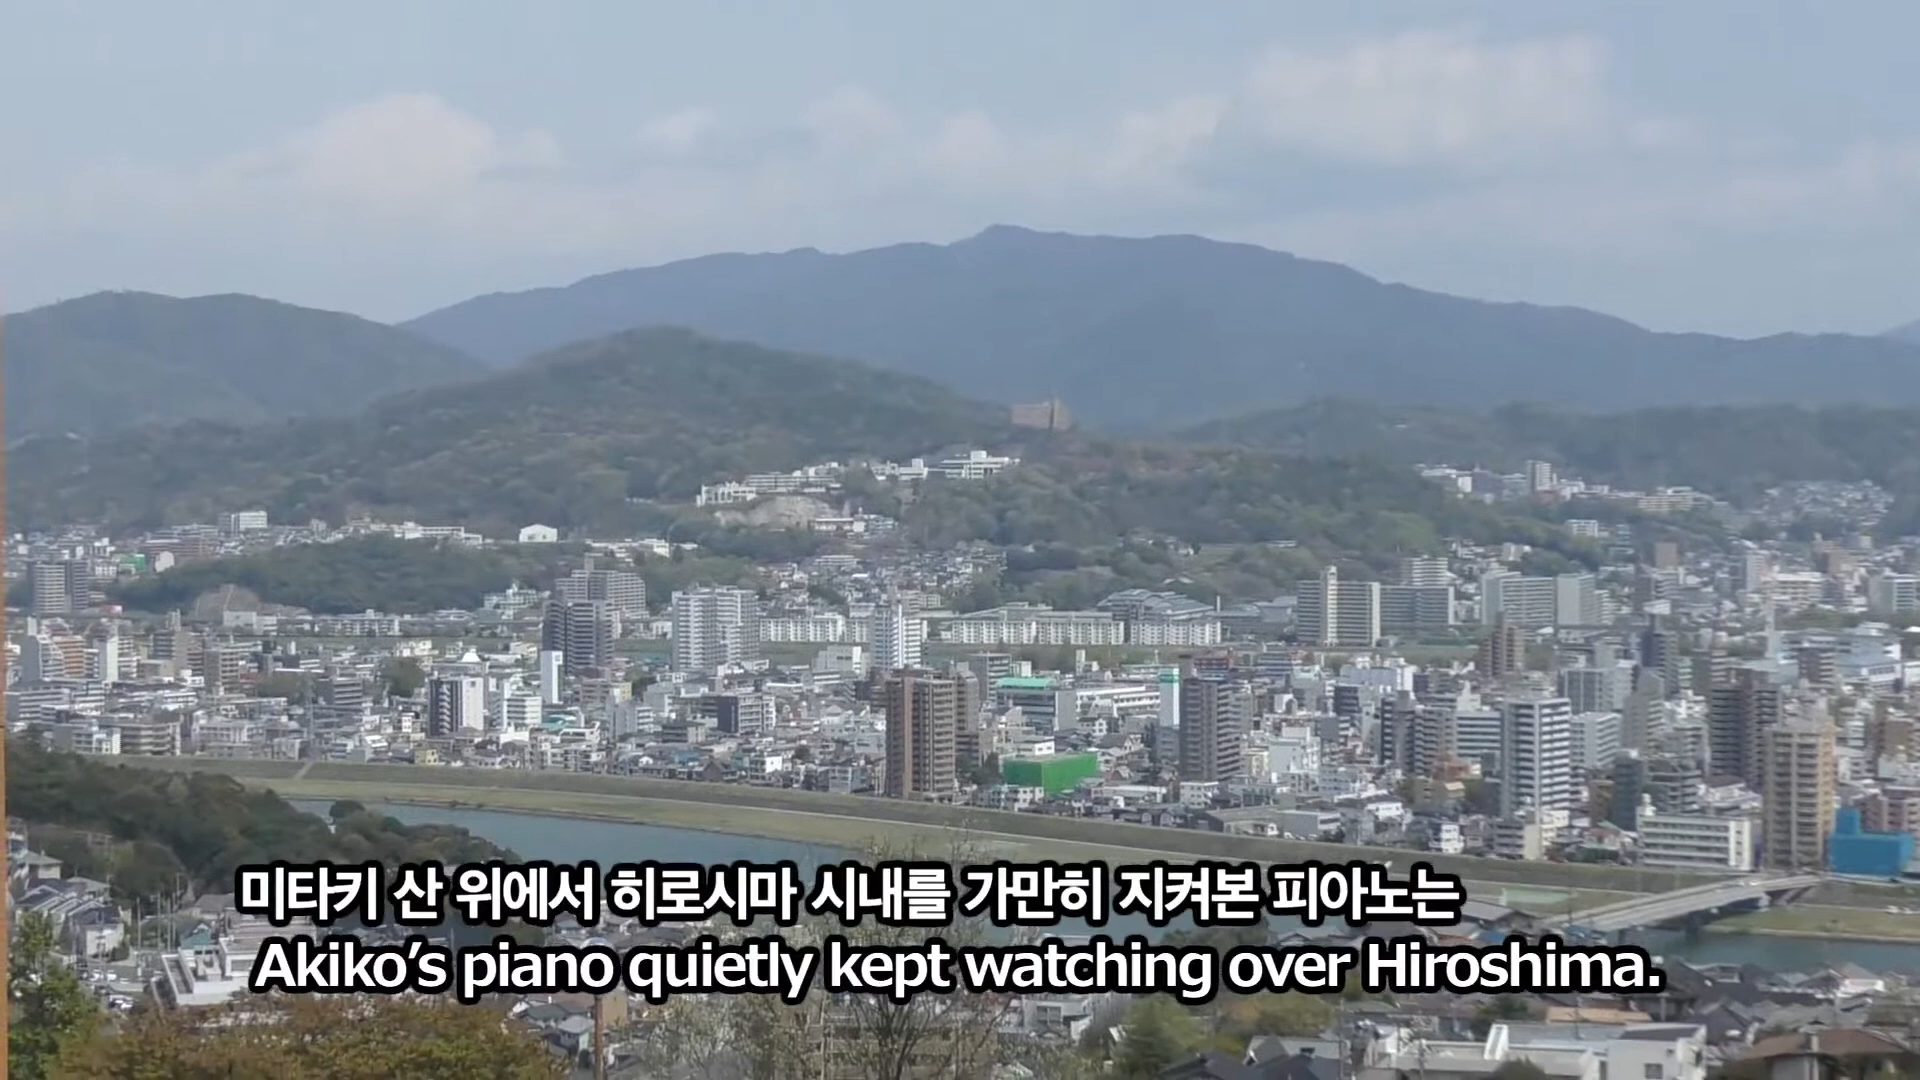 미타키 산 위에서 히로시마 시내를 가만히 지켜본 피아노는
Akiko’s piano quietly kept watching over Hiroshima.